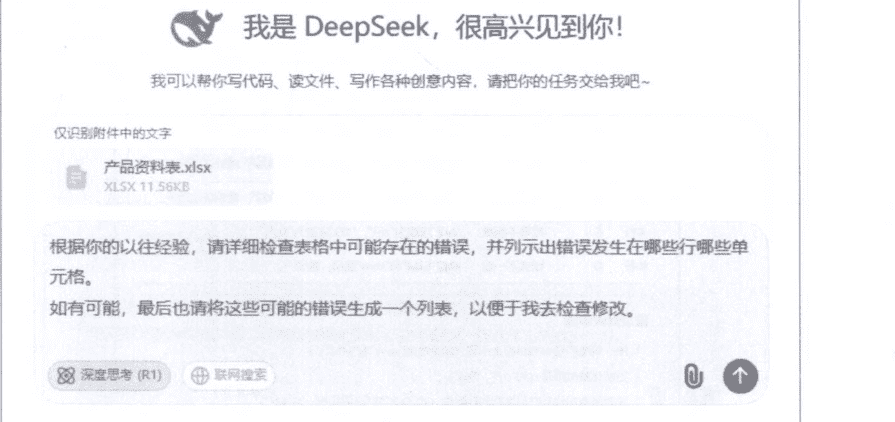 我是 DeepSeek，很高兴见到你！
我可以帮你写代码、读文件、写作各种创意内容，请把你的任务交给我吧~
仅识别附件中的文字
产品资料表.xlsx
XLSX 11.56KB
根据你的以往经验，请详细检查表格中可能存在的错误，并列示出错误发生在哪些行哪些单
元格。
如有可能，最后也请将这些可能的错误生成一个列表，以便于我去检查修改。
深度思考 (R1)
联网搜索